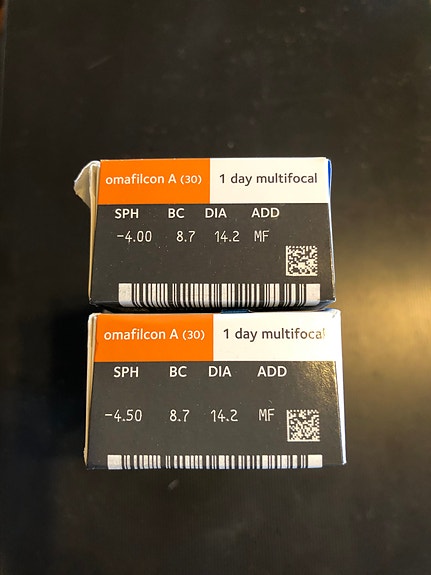 omafilcon A (30) 1 day multifocal
SPH BC DIA ADD
-4.00 8.7 14.2 MF
omafilcon A (30) 1 day multifocal
SPH BC DIA ADD
-4.50 8.7 14.2 MF